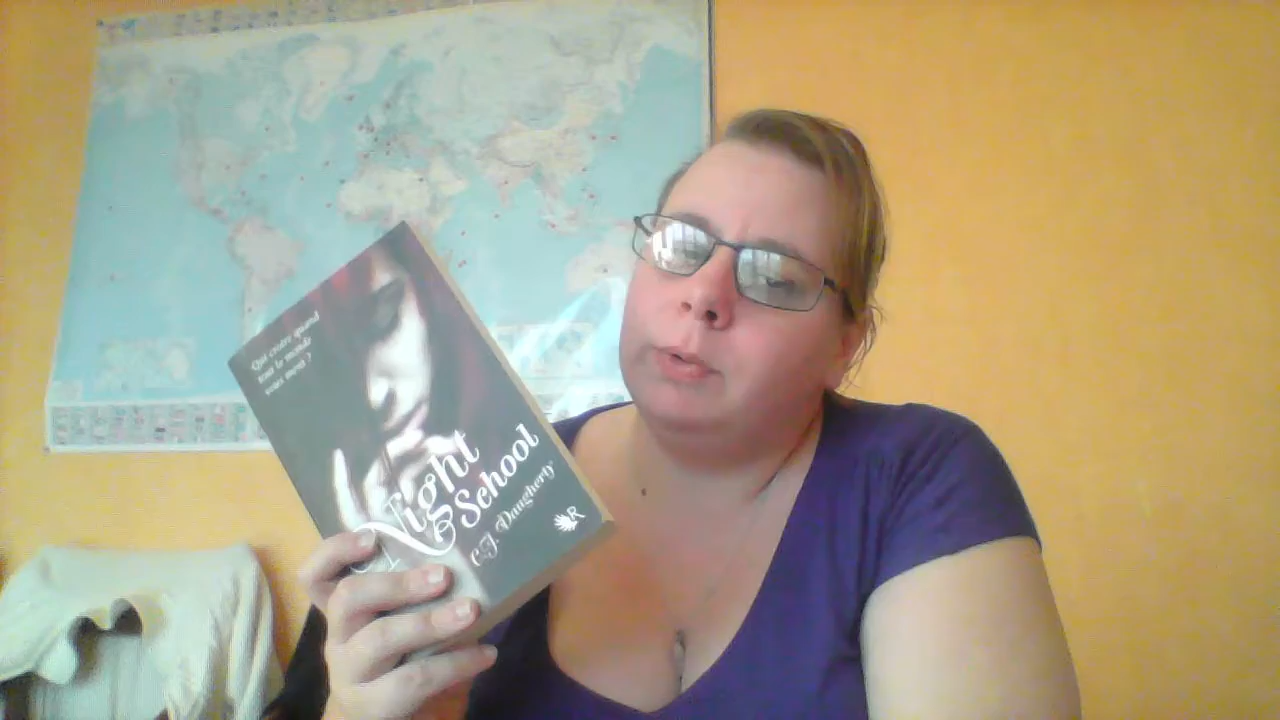 Qui croire quand
tout le monde
vous ment ?
Night
School
C.J. Daugherty
R